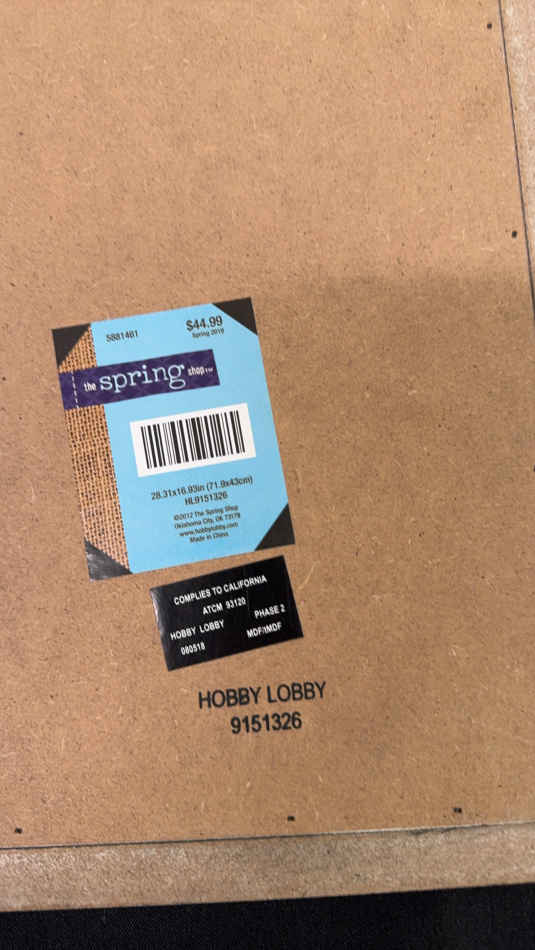 S881461
$44.99
Spring 2019
the spring shop™
28.31x16.93in (71.9x43cm)
HL9151326
©2012 The Spring Shop
Oklahoma City, OK 73179
www.hobbylobby.com
Made in China
COMPLIES TO CALIFORNIA
ATCM 93120
PHASE 2
HOBBY LOBBY
MDF/tMDF
080518
HOBBY LOBBY
9151326